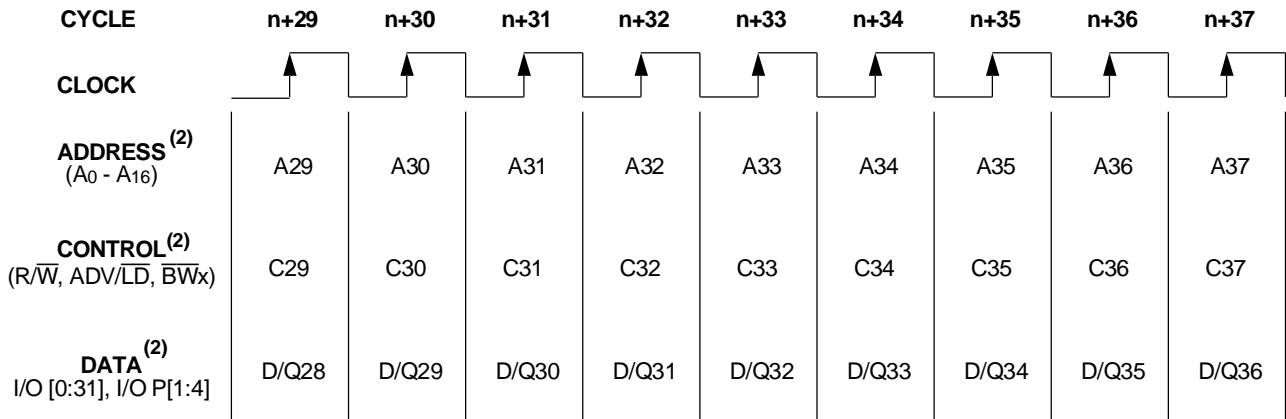 CYCLE n+29 n+30 n+31 n+32 n+33 n+34 n+35 n+36 n+37
CLOCK
ADDRESS(2)
(A0 - A16) A29 A30 A31 A32 A33 A34 A35 A36 A37
CONTROL(2)
(R/W̅, ADV/L̅D̅, B̅W̅x) C29 C30 C31 C32 C33 C34 C35 C36 C37
DATA(2)
I/O [0:31], I/O P[1:4] D/Q28 D/Q29 D/Q30 D/Q31 D/Q32 D/Q33 D/Q34 D/Q35 D/Q36